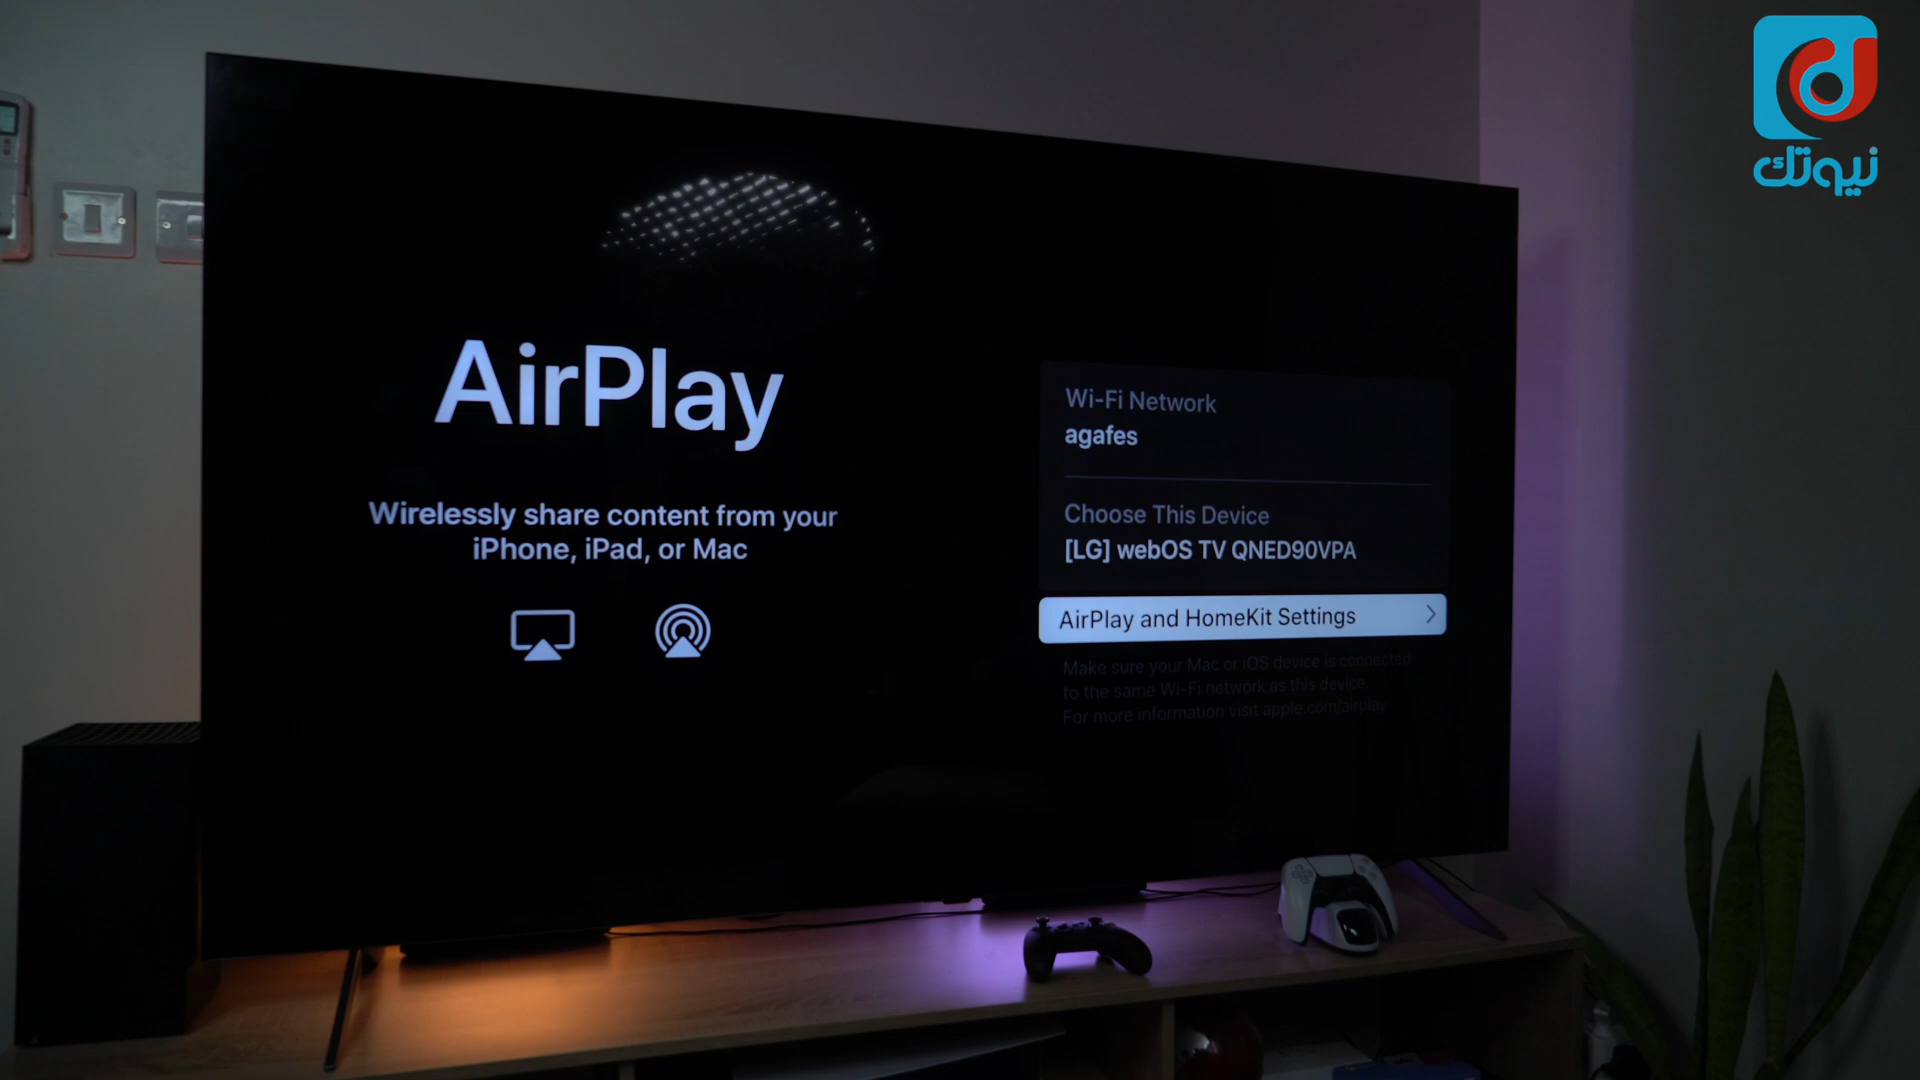 نيوتك
AirPlay
Wirelessly share content from your
iPhone, iPad, or Mac
Wi-Fi Network
agafes
Choose This Device
[LG] webOS TV QNED90VPA
AirPlay and HomeKit Settings
Make sure your Mac or iOS device is connected
to the same Wi-Fi network as this device.
For more information visit apple.com/airplay